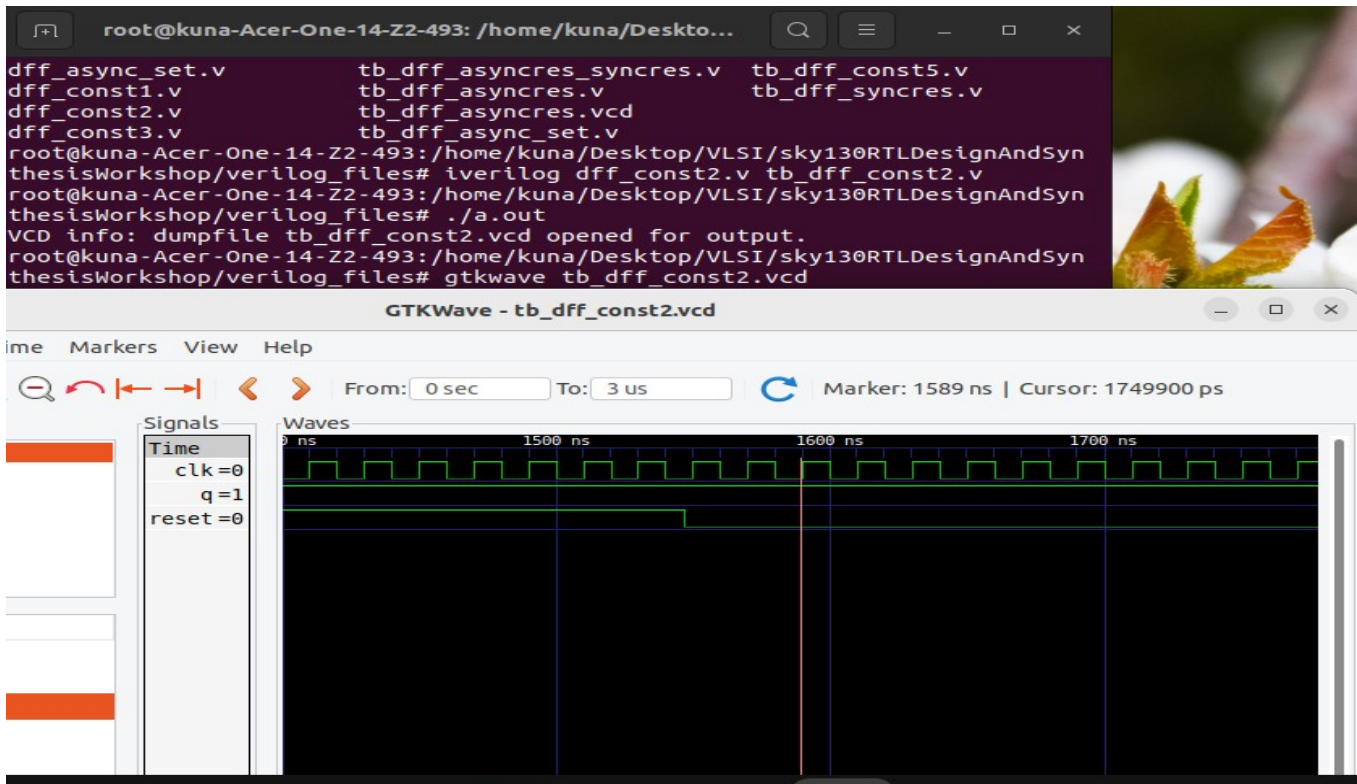 root@kuna-Acer-One-14-Z2-493: /home/kuna/Deskto...
dff_async_set.v tb_dff_asyncres_syncres.v tb_dff_const5.v
dff_const1.v tb_dff_asyncres.v tb_dff_syncres.v
dff_const2.v tb_dff_asyncres.vcd
dff_const3.v tb_dff_async_set.v
root@kuna-Acer-One-14-Z2-493:/home/kuna/Desktop/VLSI/sky130RTLDesignAndSyn
thesisWorkshop/verilog_files# iverilog dff_const2.v tb_dff_const2.v
root@kuna-Acer-One-14-Z2-493:/home/kuna/Desktop/VLSI/sky130RTLDesignAndSyn
thesisWorkshop/verilog_files# ./a.out
VCD info: dumpfile tb_dff_const2.vcd opened for output.
root@kuna-Acer-One-14-Z2-493:/home/kuna/Desktop/VLSI/sky130RTLDesignAndSyn
thesisWorkshop/verilog_files# gtkwave tb_dff_const2.vcd
GTKWave - tb_dff_const2.vcd
ime Markers View Help
From: 0 sec To: 3 us Marker: 1589 ns | Cursor: 1749900 ps
Signals Waves
Time ns 1500 ns 1600 ns 1700 ns
clk =0
q =1
reset =0